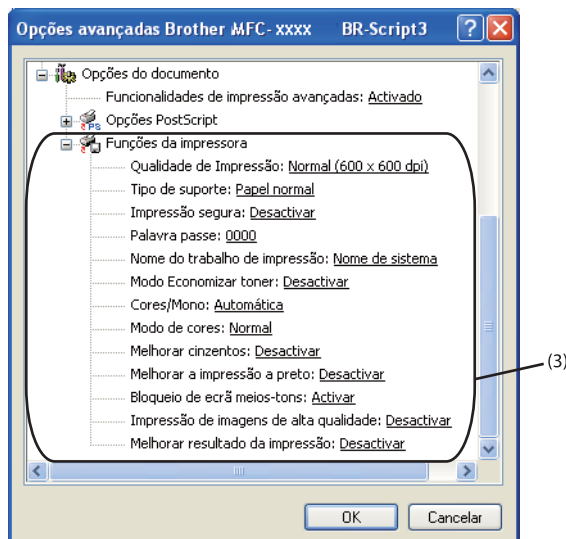 Opções avançadas Brother MFC- xxxx BR-Script3
Opções do documento
Funcionalidades de impressão avançadas: Activado
Opções PostScript
Funções da impressora
Qualidade de Impressão: Normal (600 x 600 dpi)
Tipo de suporte: Papel normal
Impressão segura: Desactivar
Palavra passe: 0000
Nome do trabalho de impressão: Nome de sistema
Modo Economizar toner: Desactivar
Cores/Mono: Automática
Modo de cores: Normal
Melhorar cinzentos: Desactivar
Melhorar a impressão a preto: Desactivar
Bloqueio de ecrã meios-tons: Activar
Impressão de imagens de alta qualidade: Desactivar
Melhorar resultado da impressão: Desactivar
(3)
OK Cancelar